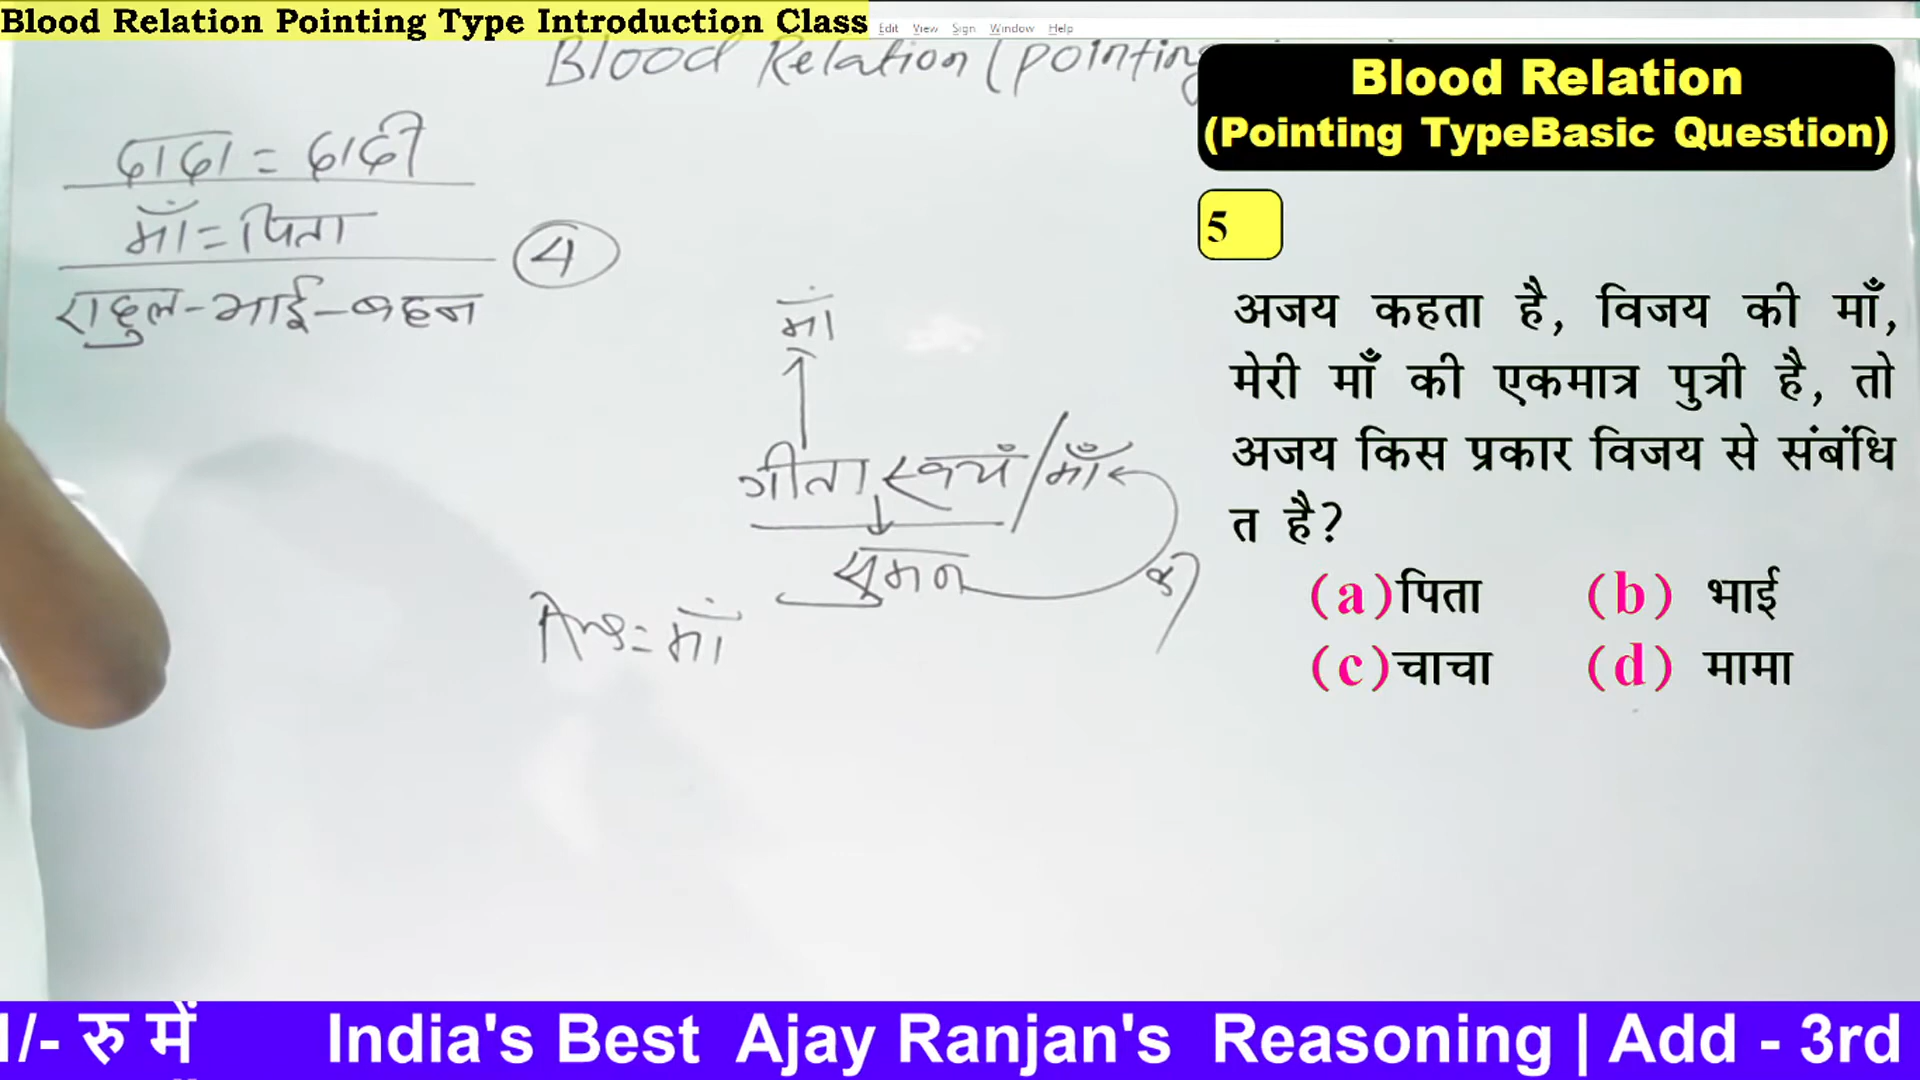 Blood Relation Pointing Type Introduction Class
Edit View Sign Window Help
Blood Relation (pointing
दादा = दादी
माँ = पिता
राहुल - भाई - बहन
4
माँ
गीता स्वयं / माँ
सुमन की
Ans = माँ
Blood Relation
(Pointing TypeBasic Question)
5
अजय कहता है, विजय की माँ,
मेरी माँ की एकमात्र पुत्री है, तो
अजय किस प्रकार विजय से संबंधि
त है?
(a) पिता (b) भाई
(c) चाचा (d) मामा
1/- रु में India's Best Ajay Ranjan's Reasoning | Add - 3rd